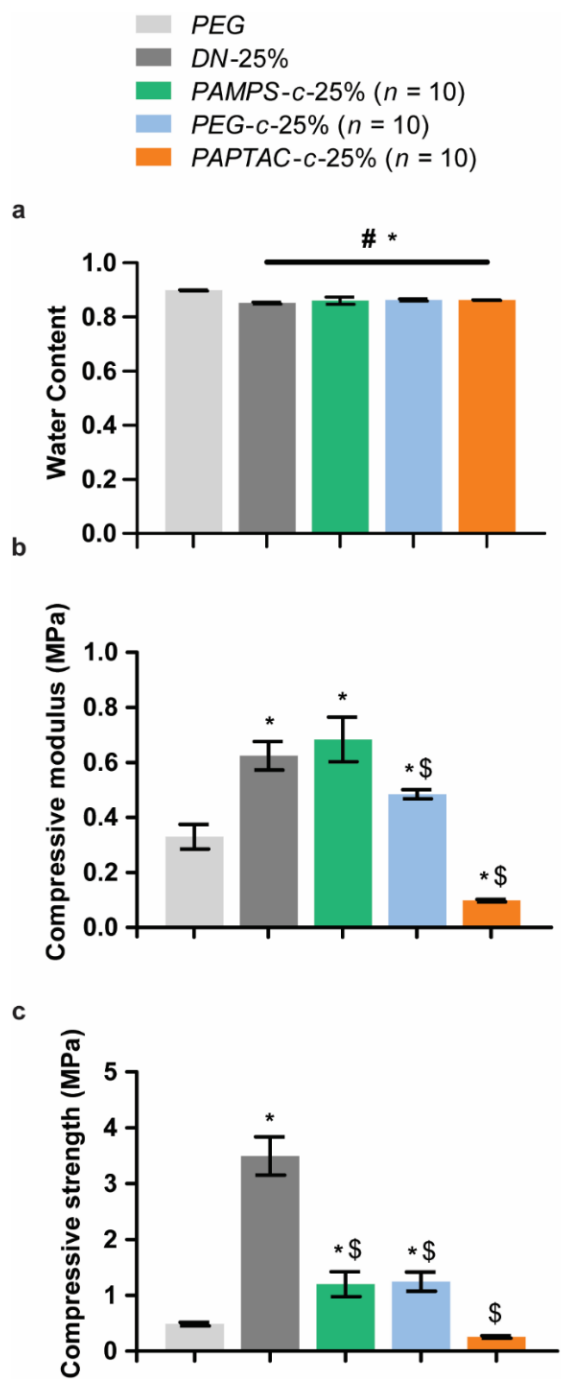 PEG
DN-25%
PAMPS-c-25% (n = 10)
PEG-c-25% (n = 10)
PAPTAC-c-25% (n = 10)
a
# *
1.0
0.8
0.6
0.4
0.2
0.0
Water Content
b
1.0
0.8
0.6
0.4
0.2
0.0
Compressive modulus (MPa)
*
*
* $
* $
c
5
4
3
2
1
0
Compressive strength (MPa)
*
* $
* $
$